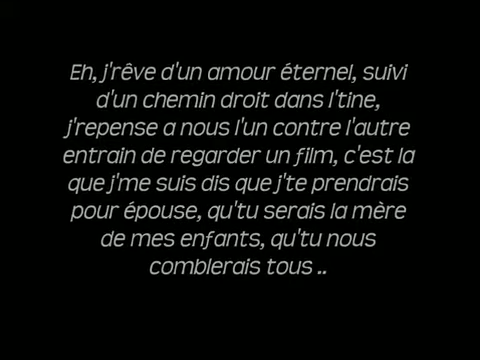 Eh, j'rêve d'un amour éternel, suivi
d'un chemin droit dans l'tine,
j'repense a nous l'un contre l'autre
entrain de regarder un film, c'est la
que j'me suis dis que j'te prendrais
pour épouse, qu'tu serais la mère
de mes enfants, qu'tu nous
comblerais tous ..